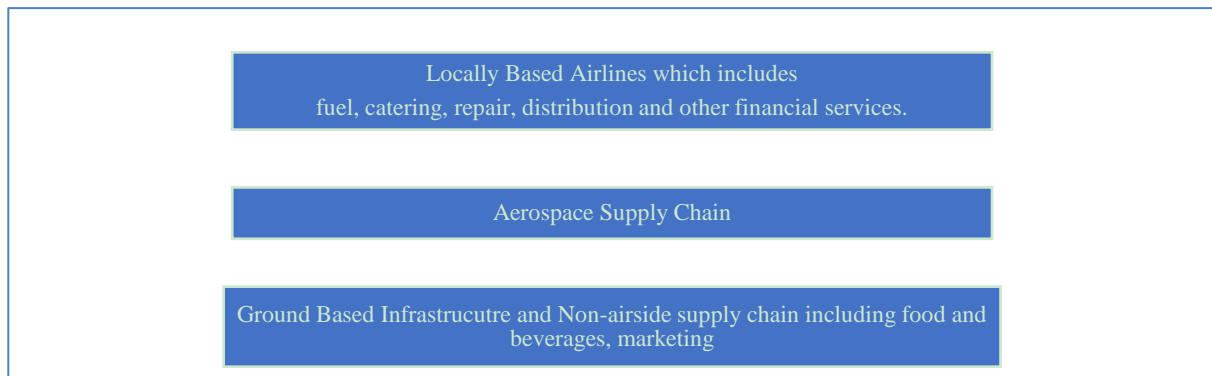 Locally Based Airlines which includes
fuel, catering, repair, distribution and other financial services.
Aerospace Supply Chain
Ground Based Infrastrucutre and Non-airside supply chain including food and
beverages, marketing